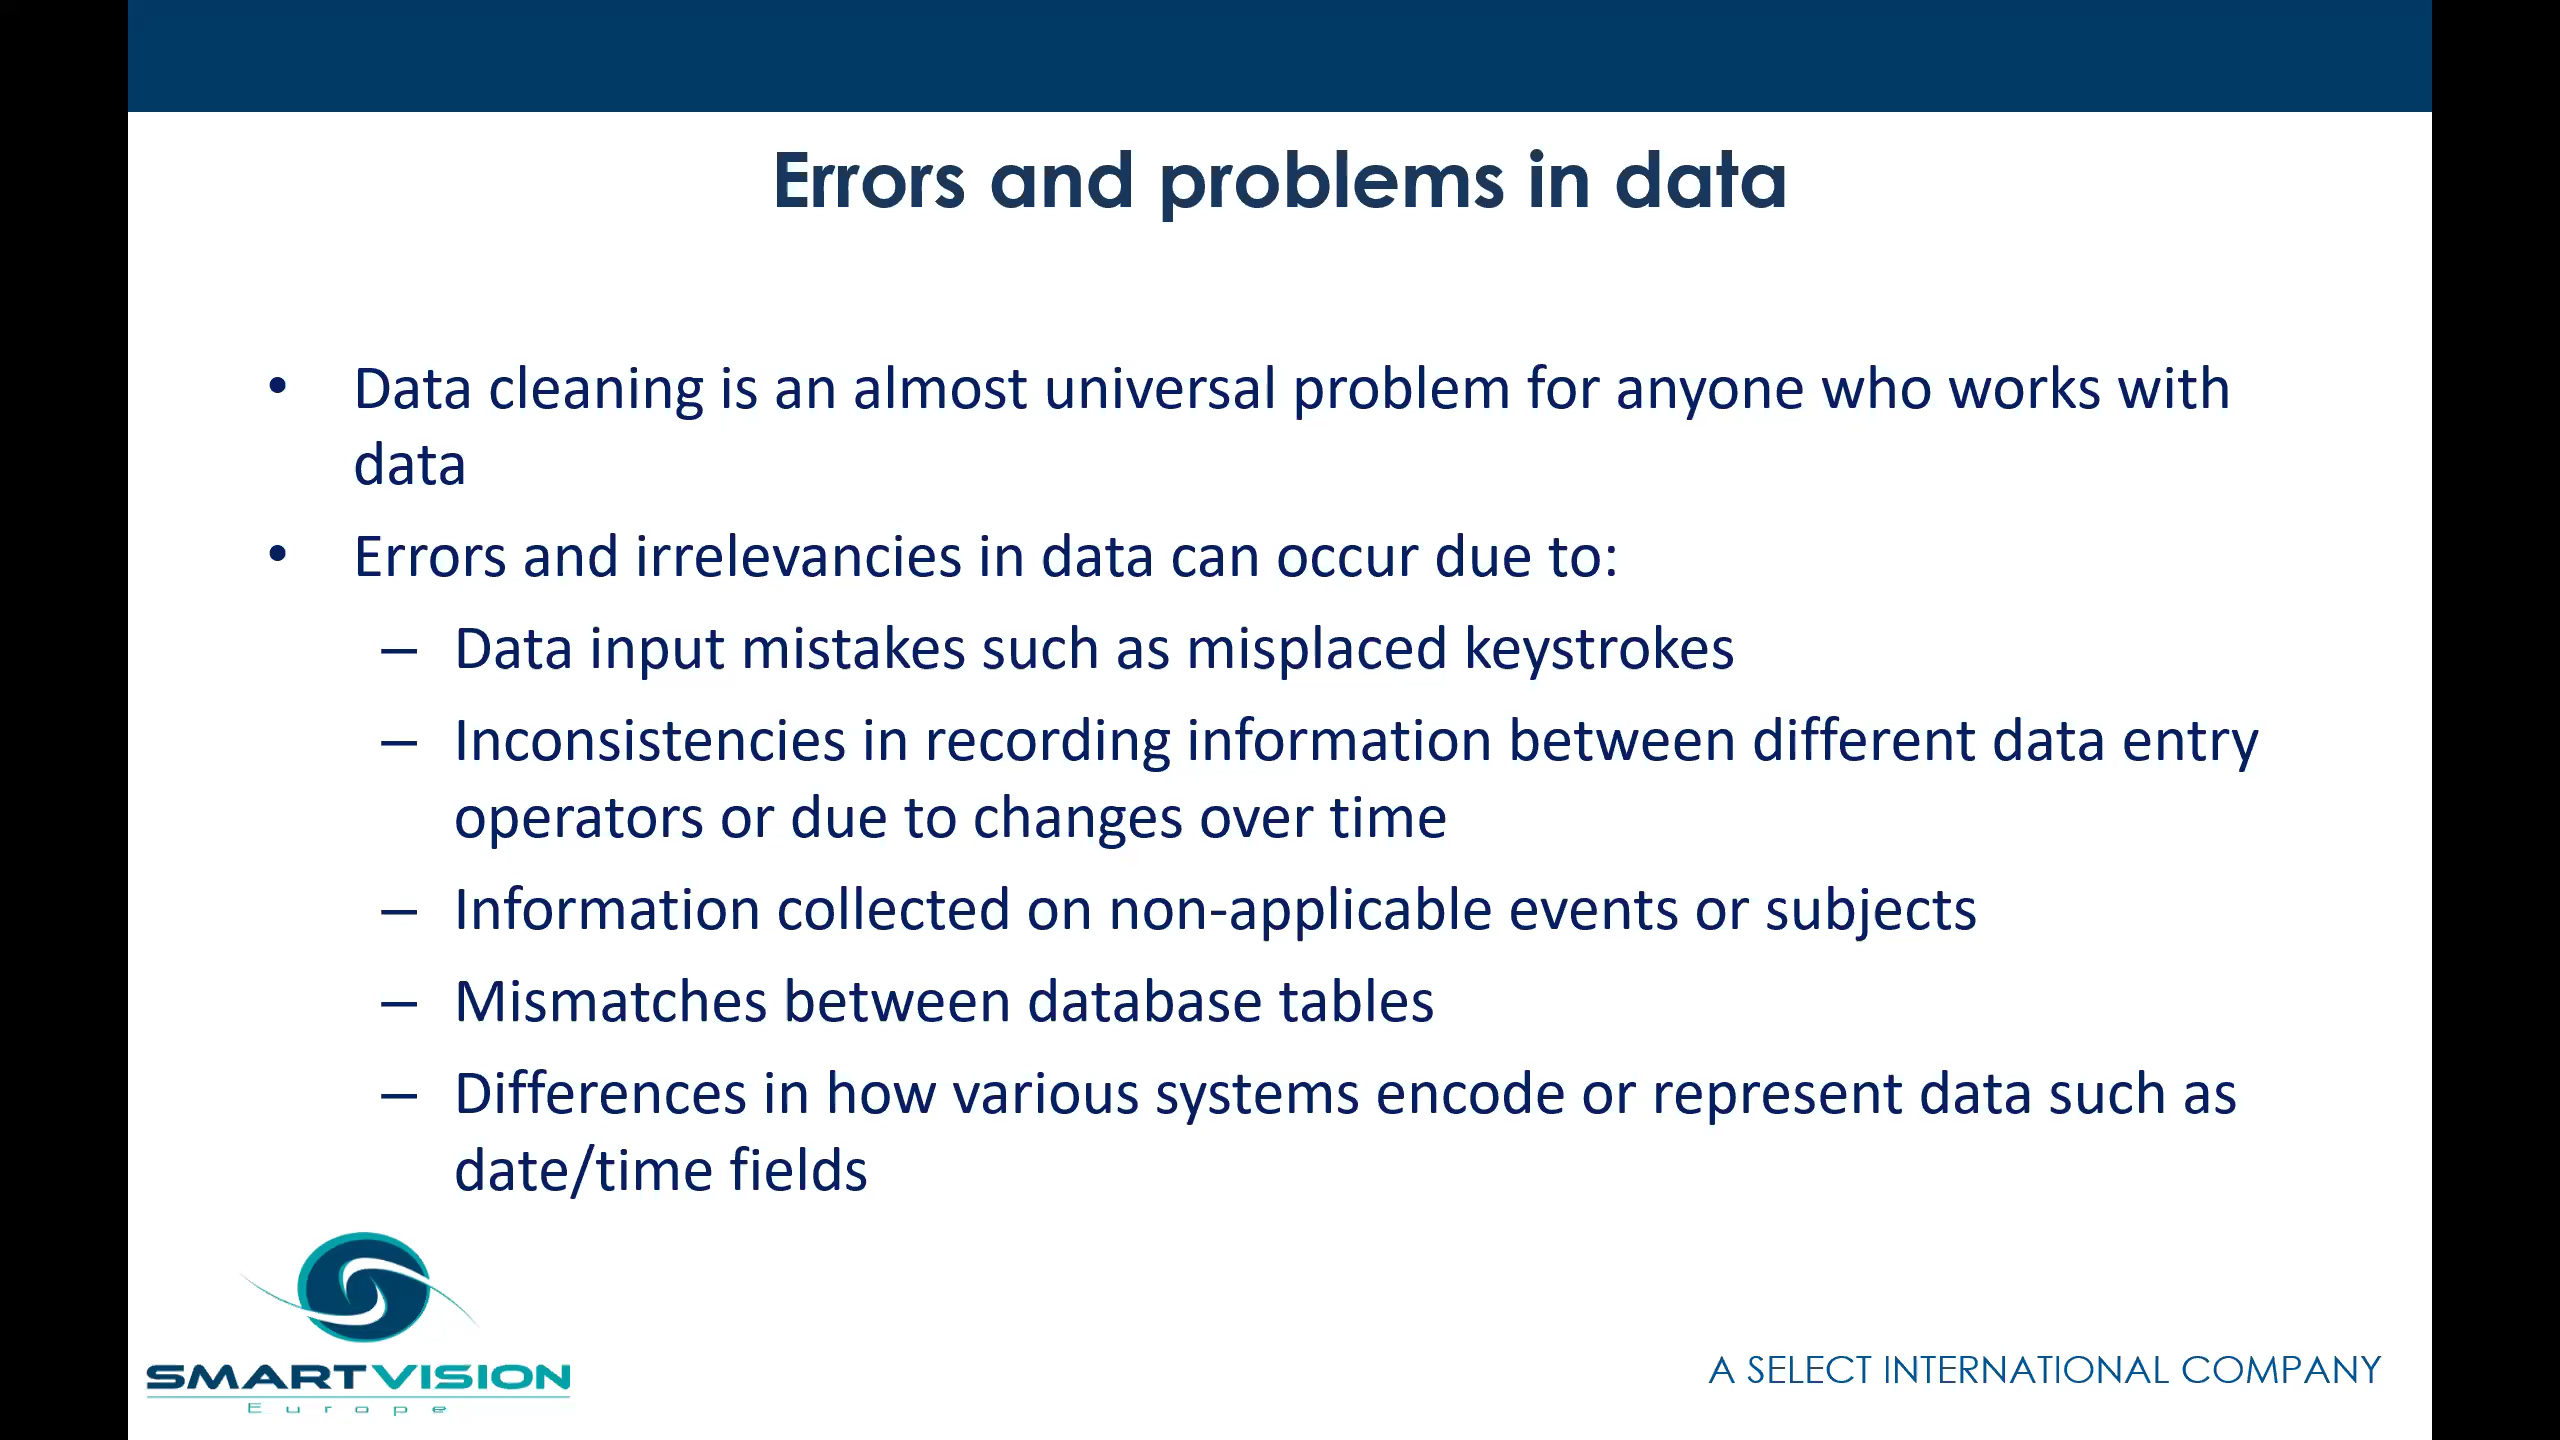 Errors and problems in data
• Data cleaning is an almost universal problem for anyone who works with
data
• Errors and irrelevancies in data can occur due to:
– Data input mistakes such as misplaced keystrokes
– Inconsistencies in recording information between different data entry
operators or due to changes over time
– Information collected on non-applicable events or subjects
– Mismatches between database tables
– Differences in how various systems encode or represent data such as
date/time fields
SMARTVISION
Europe
A SELECT INTERNATIONAL COMPANY